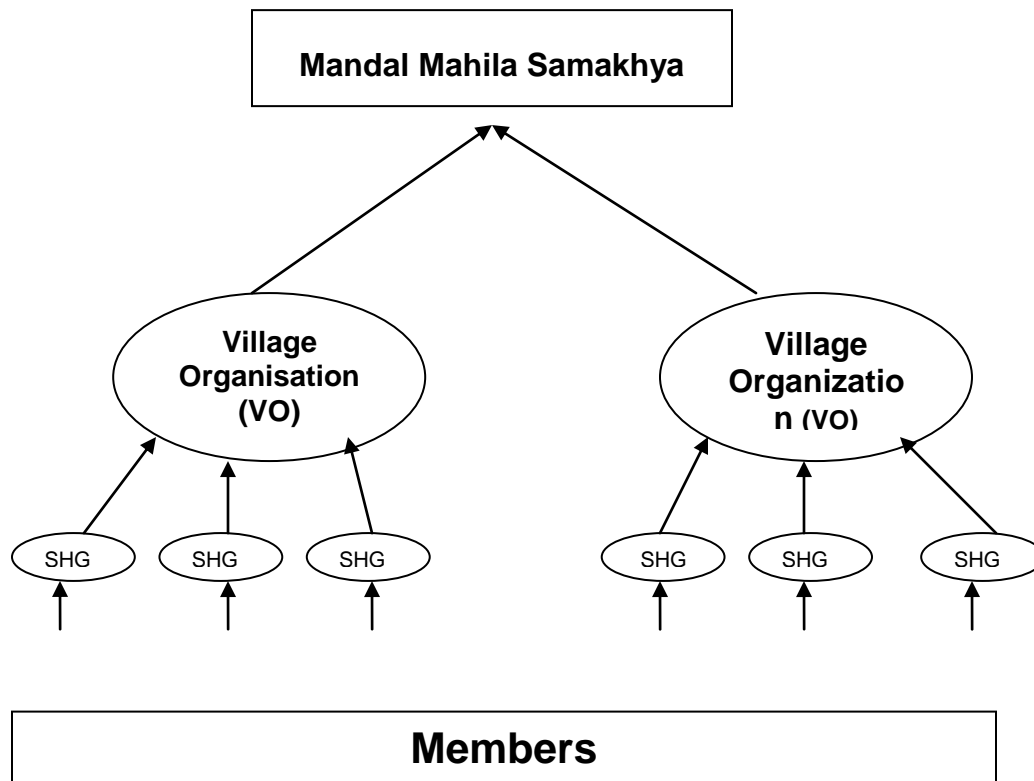 Mandal Mahila Samakhya
Village
Organisation
(VO)
Village
Organizatio
n (VO)
SHG
SHG
SHG
SHG
SHG
SHG
Members